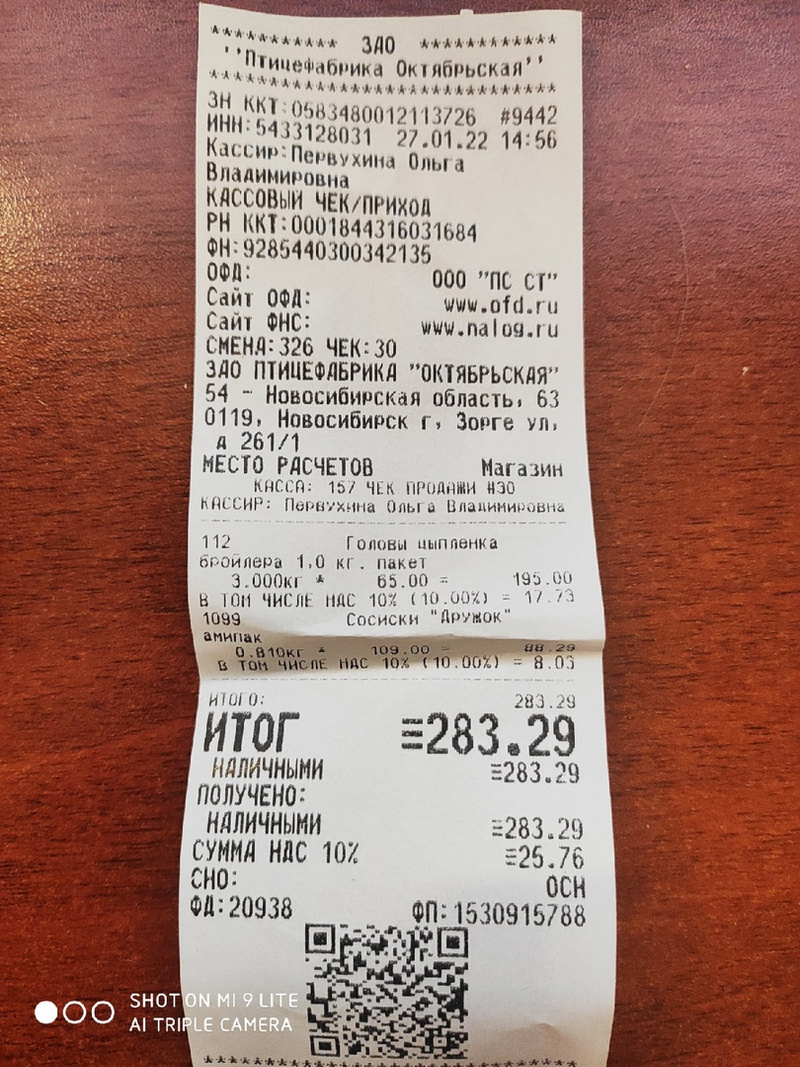 *********** ЗАО ************
''Птицефабрика Октябрьская''
******************************
ЗН ККТ:0583480012113726 #9442
ИНН:5433128031 27.01.22 14:56
Кассир:Первухина Ольга
Владимировна
КАССОВЫЙ ЧЕК/ПРИХОД
РН ККТ:0001844316031684
ФН:9285440300342135
ОФД: ООО "ПС СТ"
Сайт ОФД: www.ofd.ru
Сайт ФНС: www.nalog.ru
СМЕНА:326 ЧЕК:30
ЗАО ПТИЦЕФАБРИКА "ОКТЯБРЬСКАЯ"
54 - Новосибирская область, 63
0119, Новосибирск г, Зорге ул,
д 261/1
МЕСТО РАСЧЕТОВ Магазин
КАССА: 157 ЧЕК ПРОДАЖИ #30
КАССИР: Первухина Ольга Владимировна
112 Головы цыпленка
бройлера 1,0 кг. пакет
3.000кг * 65.00 = 195.00
В ТОМ ЧИСЛЕ НДС 10% (10.00%) = 17.73
1099 Сосиски "Дружок"
амипак
0.810кг * 109.00 = 88.29
В ТОМ ЧИСЛЕ НДС 10% (10.00%) = 8.03
ИТОГО: 283.29
ИТОГ ≡283.29
НАЛИЧНЫМИ ≡283.29
ПОЛУЧЕНО:
НАЛИЧНЫМИ ≡283.29
СУММА НДС 10% ≡25.76
СНО: ОСН
ФД:20938 ФП:1530915788
SHOT ON MI 9 LITE
AI TRIPLE CAMERA